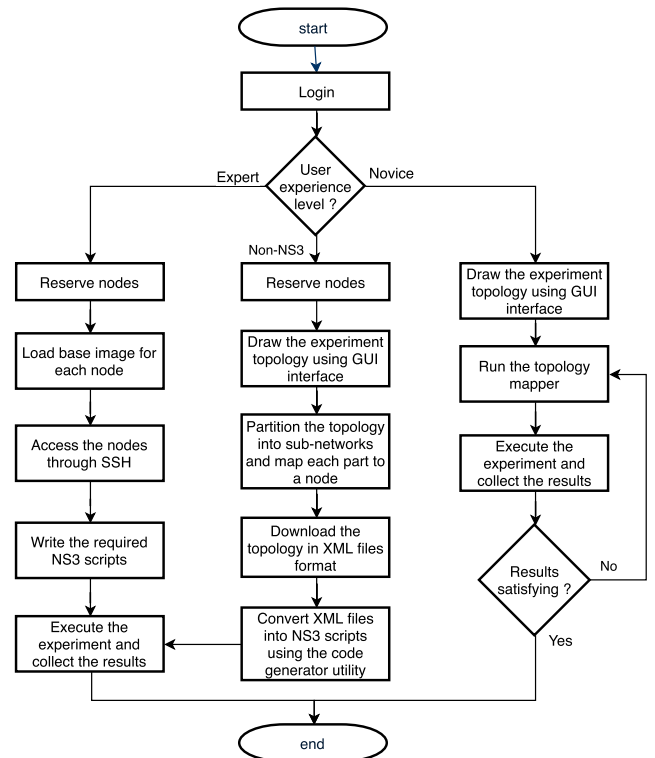 start
Login
User
experience
level ?
Expert
Novice
Non-NS3
Reserve nodes
Load base image for
each node
Access the nodes
through SSH
Write the required
NS3 scripts
Execute the
experiment and
collect the results
Reserve nodes
Draw the experiment
topology using GUI
interface
Partition the topology
into sub-networks
and map each part to
a node
Download the
topology in XML files
format
Convert XML files
into NS3 scripts
using the code
generator utility
Draw the experiment
topology using GUI
interface
Run the topology
mapper
Execute the
experiment and
collect the results
Results
satisfying ?
No
Yes
end